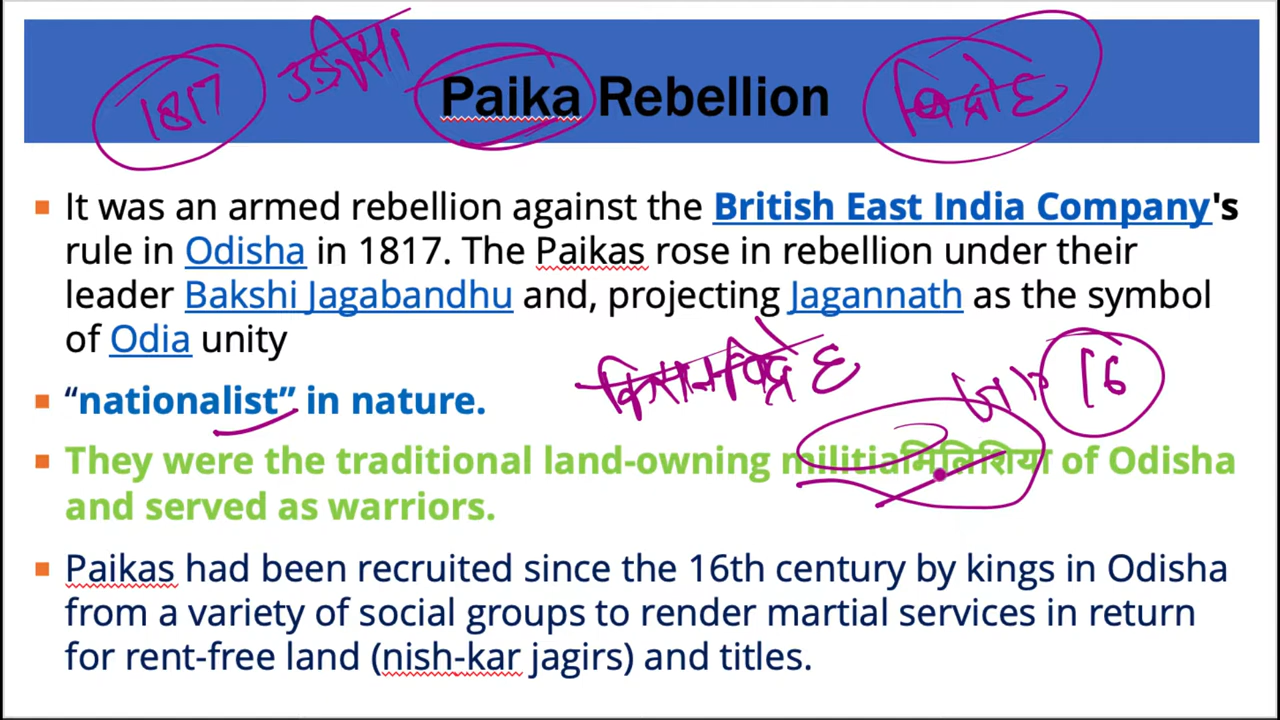 1817 उड़ीसा Paika Rebellion विद्रोह
It was an armed rebellion against the British East India Company's
rule in Odisha in 1817. The Paikas rose in rebellion under their
leader Bakshi Jagabandhu and, projecting Jagannath as the symbol
of Odia unity
किसान विद्रोह
16
“nationalist” in nature.
They were the traditional land-owning militiaमिलिशिया of Odisha
and served as warriors.
Paikas had been recruited since the 16th century by kings in Odisha
from a variety of social groups to render martial services in return
for rent-free land (nish-kar jagirs) and titles.